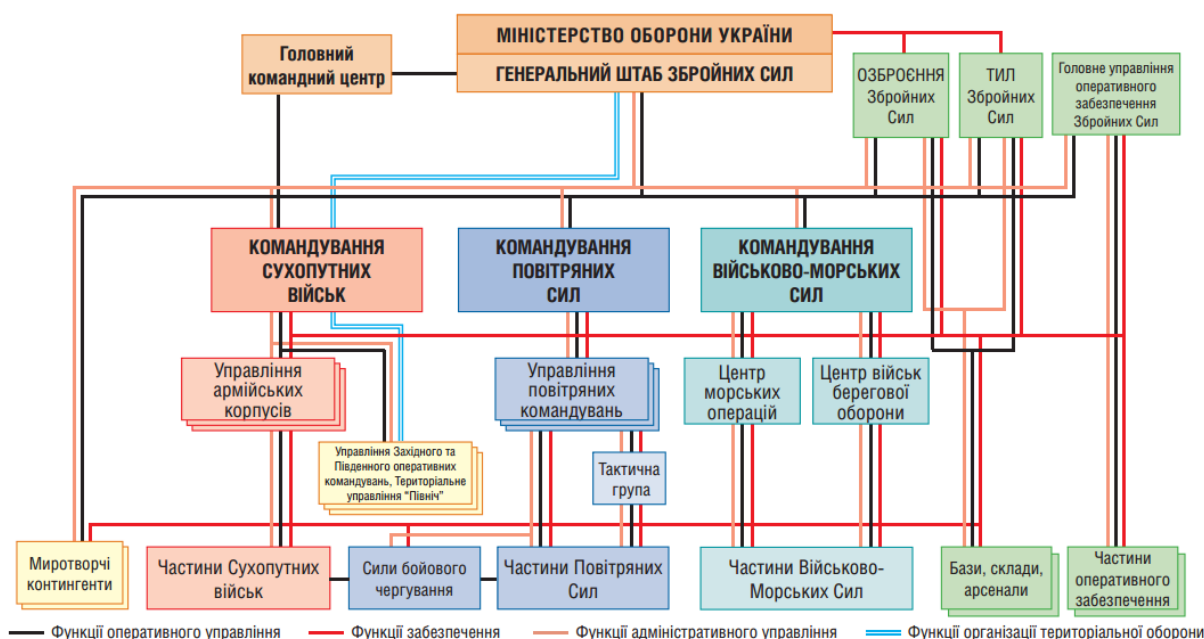 МІНІСТЕРСТВО ОБОРОНИ УКРАЇНИ
ГЕНЕРАЛЬНИЙ ШТАБ ЗБРОЙНИХ СИЛ
Головний
командний центр
ОЗБРОЄННЯ
Збройних
Сил
ТИЛ
Збройних
Сил
Головне управління
оперативного
забезпечення
Збройних Сил
КОМАНДУВАННЯ
СУХОПУТНИХ
ВІЙСЬК
КОМАНДУВАННЯ
ПОВІТРЯНИХ
СИЛ
КОМАНДУВАННЯ
ВІЙСЬКОВО-МОРСЬКИХ
СИЛ
Управління
армійських
корпусів
Управління
повітряних
командувань
Центр
морських
операцій
Центр військ
берегової
оборони
Управління Західного та
Південного оперативних
командувань, Територіальне
управління "Північ"
Тактична
група
Миротворчі
контингенти
Частини Сухопутних
військ
Сили бойового
чергування
Частини Повітряних
Сил
Частини Військово-
Морських Сил
Бази, склади,
арсенали
Частини
оперативного
забезпечення
Функції оперативного управління
Функції забезпечення
Функції адміністративного управління
Функції організації територіальної оборони